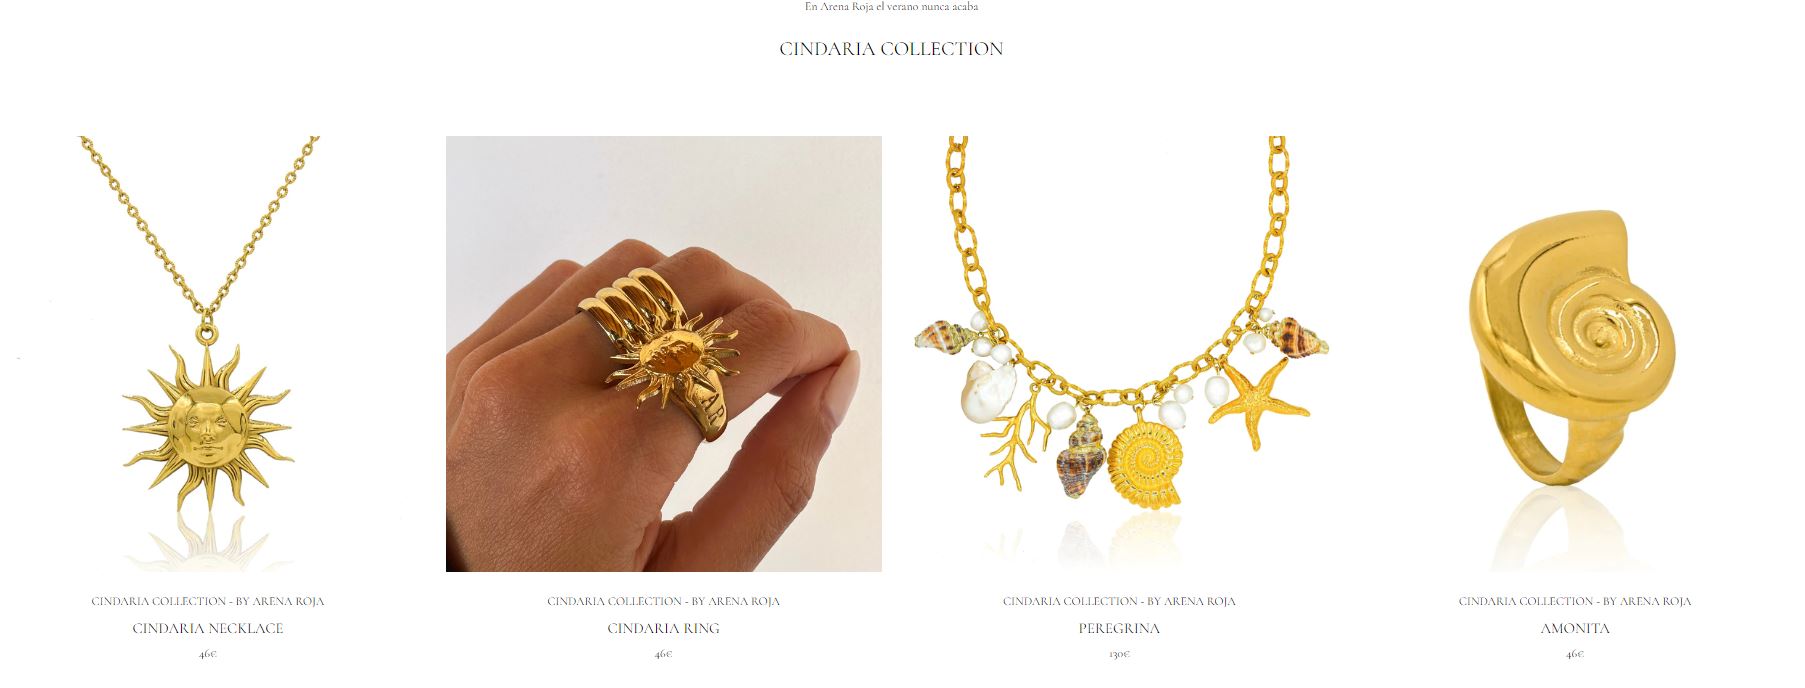 En Arena Roja el verano nunca acaba
CINDARIA COLLECTION
AR
CINDARIA COLLECTION - BY ARENA ROJA
CINDARIA NECKLACE
46€
CINDARIA COLLECTION - BY ARENA ROJA
CINDARIA RING
46€
CINDARIA COLLECTION - BY ARENA ROJA
PEREGRINA
130€
CINDARIA COLLECTION - BY ARENA ROJA
AMONITA
46€